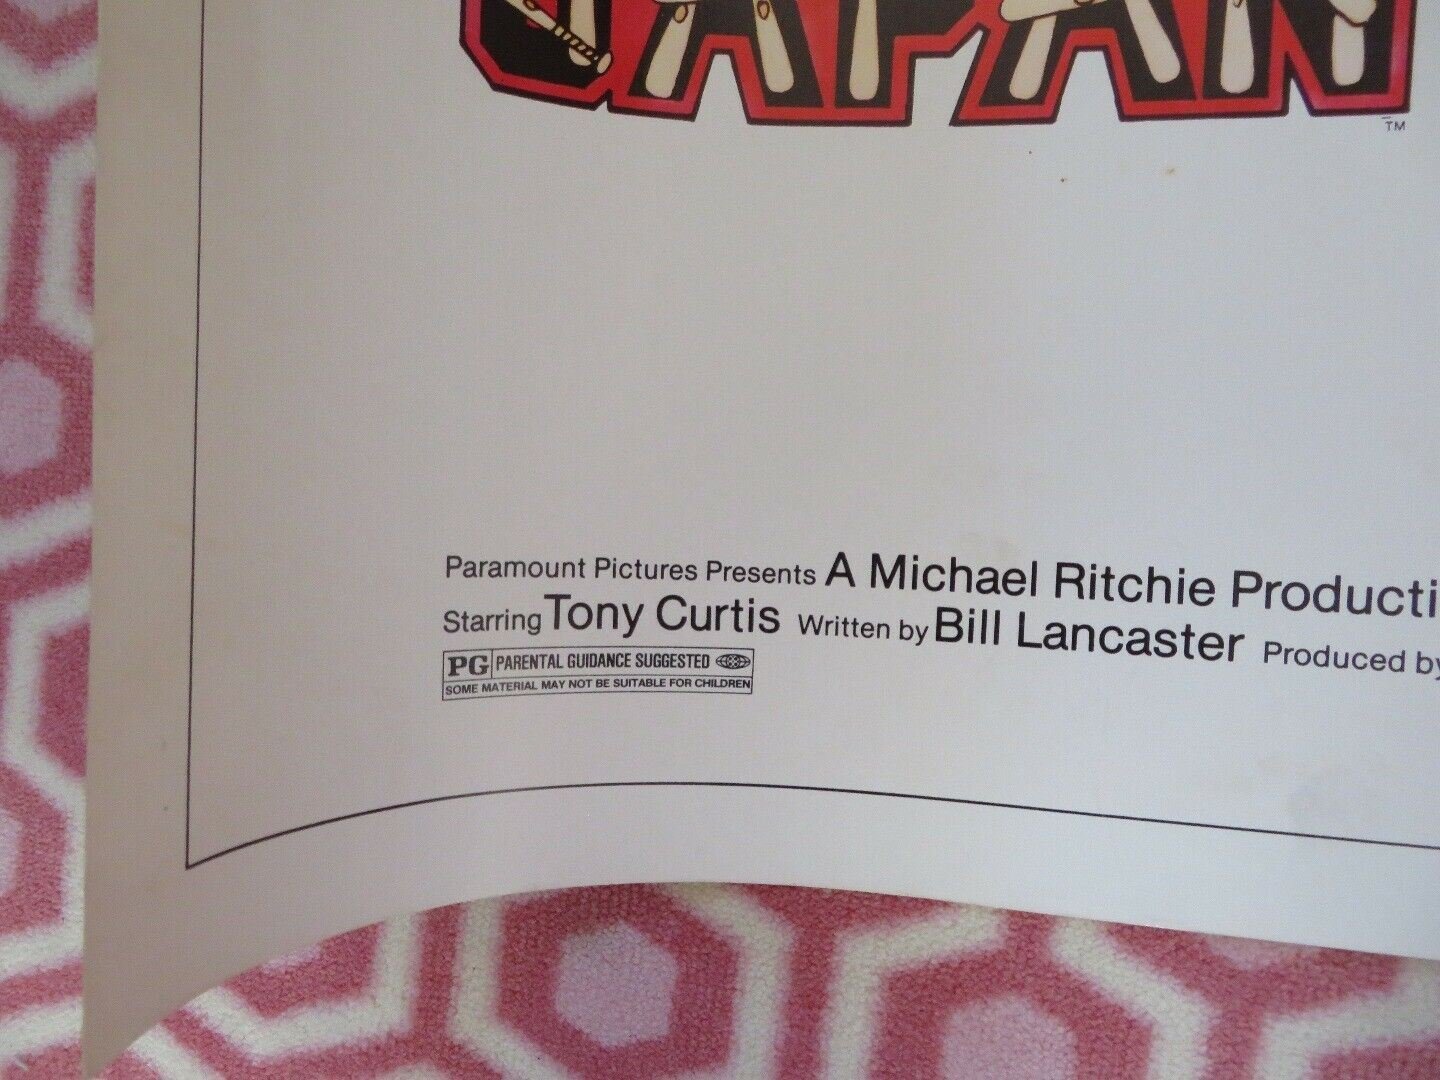 JAPAN
TM
Paramount Pictures Presents A Michael Ritchie Producti
Starring Tony Curtis Written by Bill Lancaster Produced by
PG PARENTAL GUIDANCE SUGGESTED
SOME MATERIAL MAY NOT BE SUITABLE FOR CHILDREN